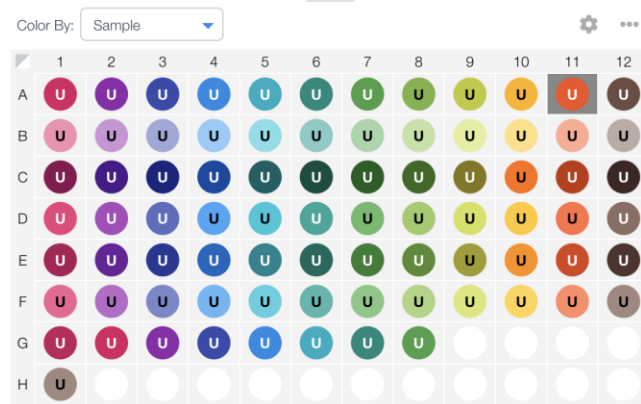 Color By: Sample
1 2 3 4 5 6 7 8 9 10 11 12
A U U U U U U U U U U U U
B U U U U U U U U U U U U
C U U U U U U U U U U U U
D U U U U U U U U U U U U
E U U U U U U U U U U U U
F U U U U U U U U U U U U
G U U U U U U U U
H U